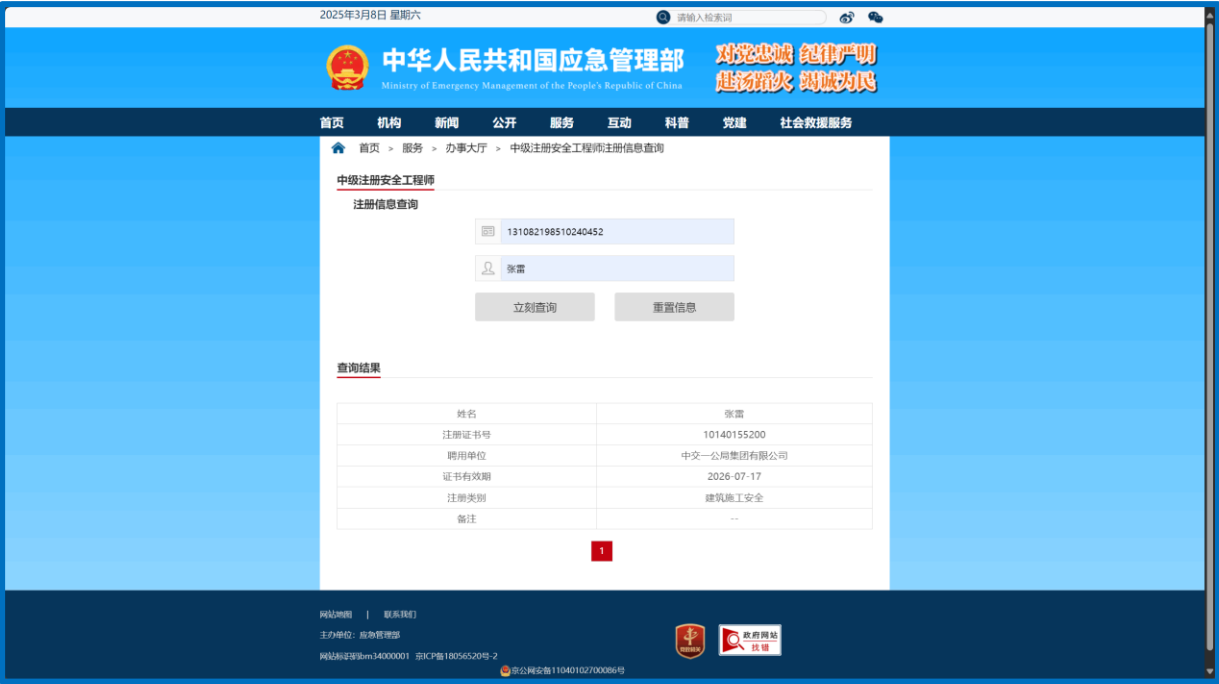 2025年3月8日 星期六
请输入检索词
中华人民共和国应急管理部
Ministry of Emergency Management of the People's Republic of China
对党忠诚 纪律严明
赴汤蹈火 竭诚为民
首页 机构 新闻 公开 服务 互动 科普 党建 社会救援服务
首页 > 服务 > 办事大厅 > 中级注册安全工程师注册信息查询
中级注册安全工程师
注册信息查询
131082198510240452
张雷
立刻查询 重置信息
查询结果
姓名 张雷
注册证书号 10140155200
聘用单位 中交一公局集团有限公司
证书有效期 2026-07-17
注册类别 建筑施工安全
备注 --
1
网站地图 | 联系我们
主办单位：应急管理部
网站标识码bm34000001 京ICP备18056520号-2
京公网安备11040102700086号
党政机关
政府网站
找错